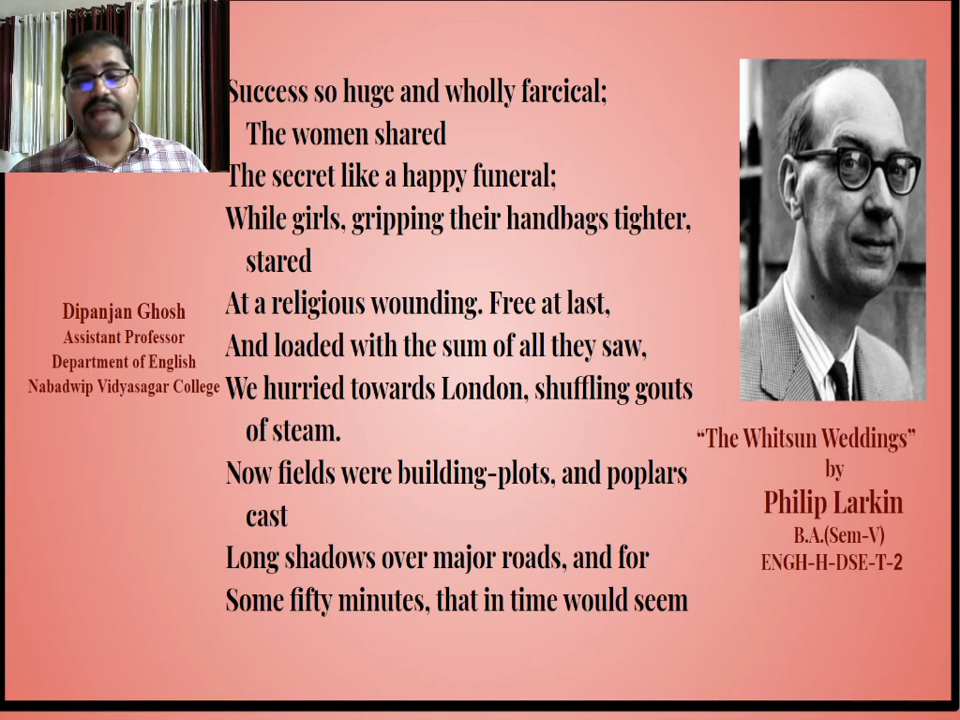 Success so huge and wholly farcical;
The women shared
The secret like a happy funeral;
While girls, gripping their handbags tighter,
stared
At a religious wounding. Free at last,
And loaded with the sum of all they saw,
We hurried towards London, shuffling gouts
of steam.
Now fields were building-plots, and poplars
cast
Long shadows over major roads, and for
Some fifty minutes, that in time would seem
Dipanjan Ghosh
Assistant Professor
Department of English
Nabadwip Vidyasagar College
“The Whitsun Weddings”
by
Philip Larkin
B.A.(Sem-V)
ENGH-H-DSE-T-2